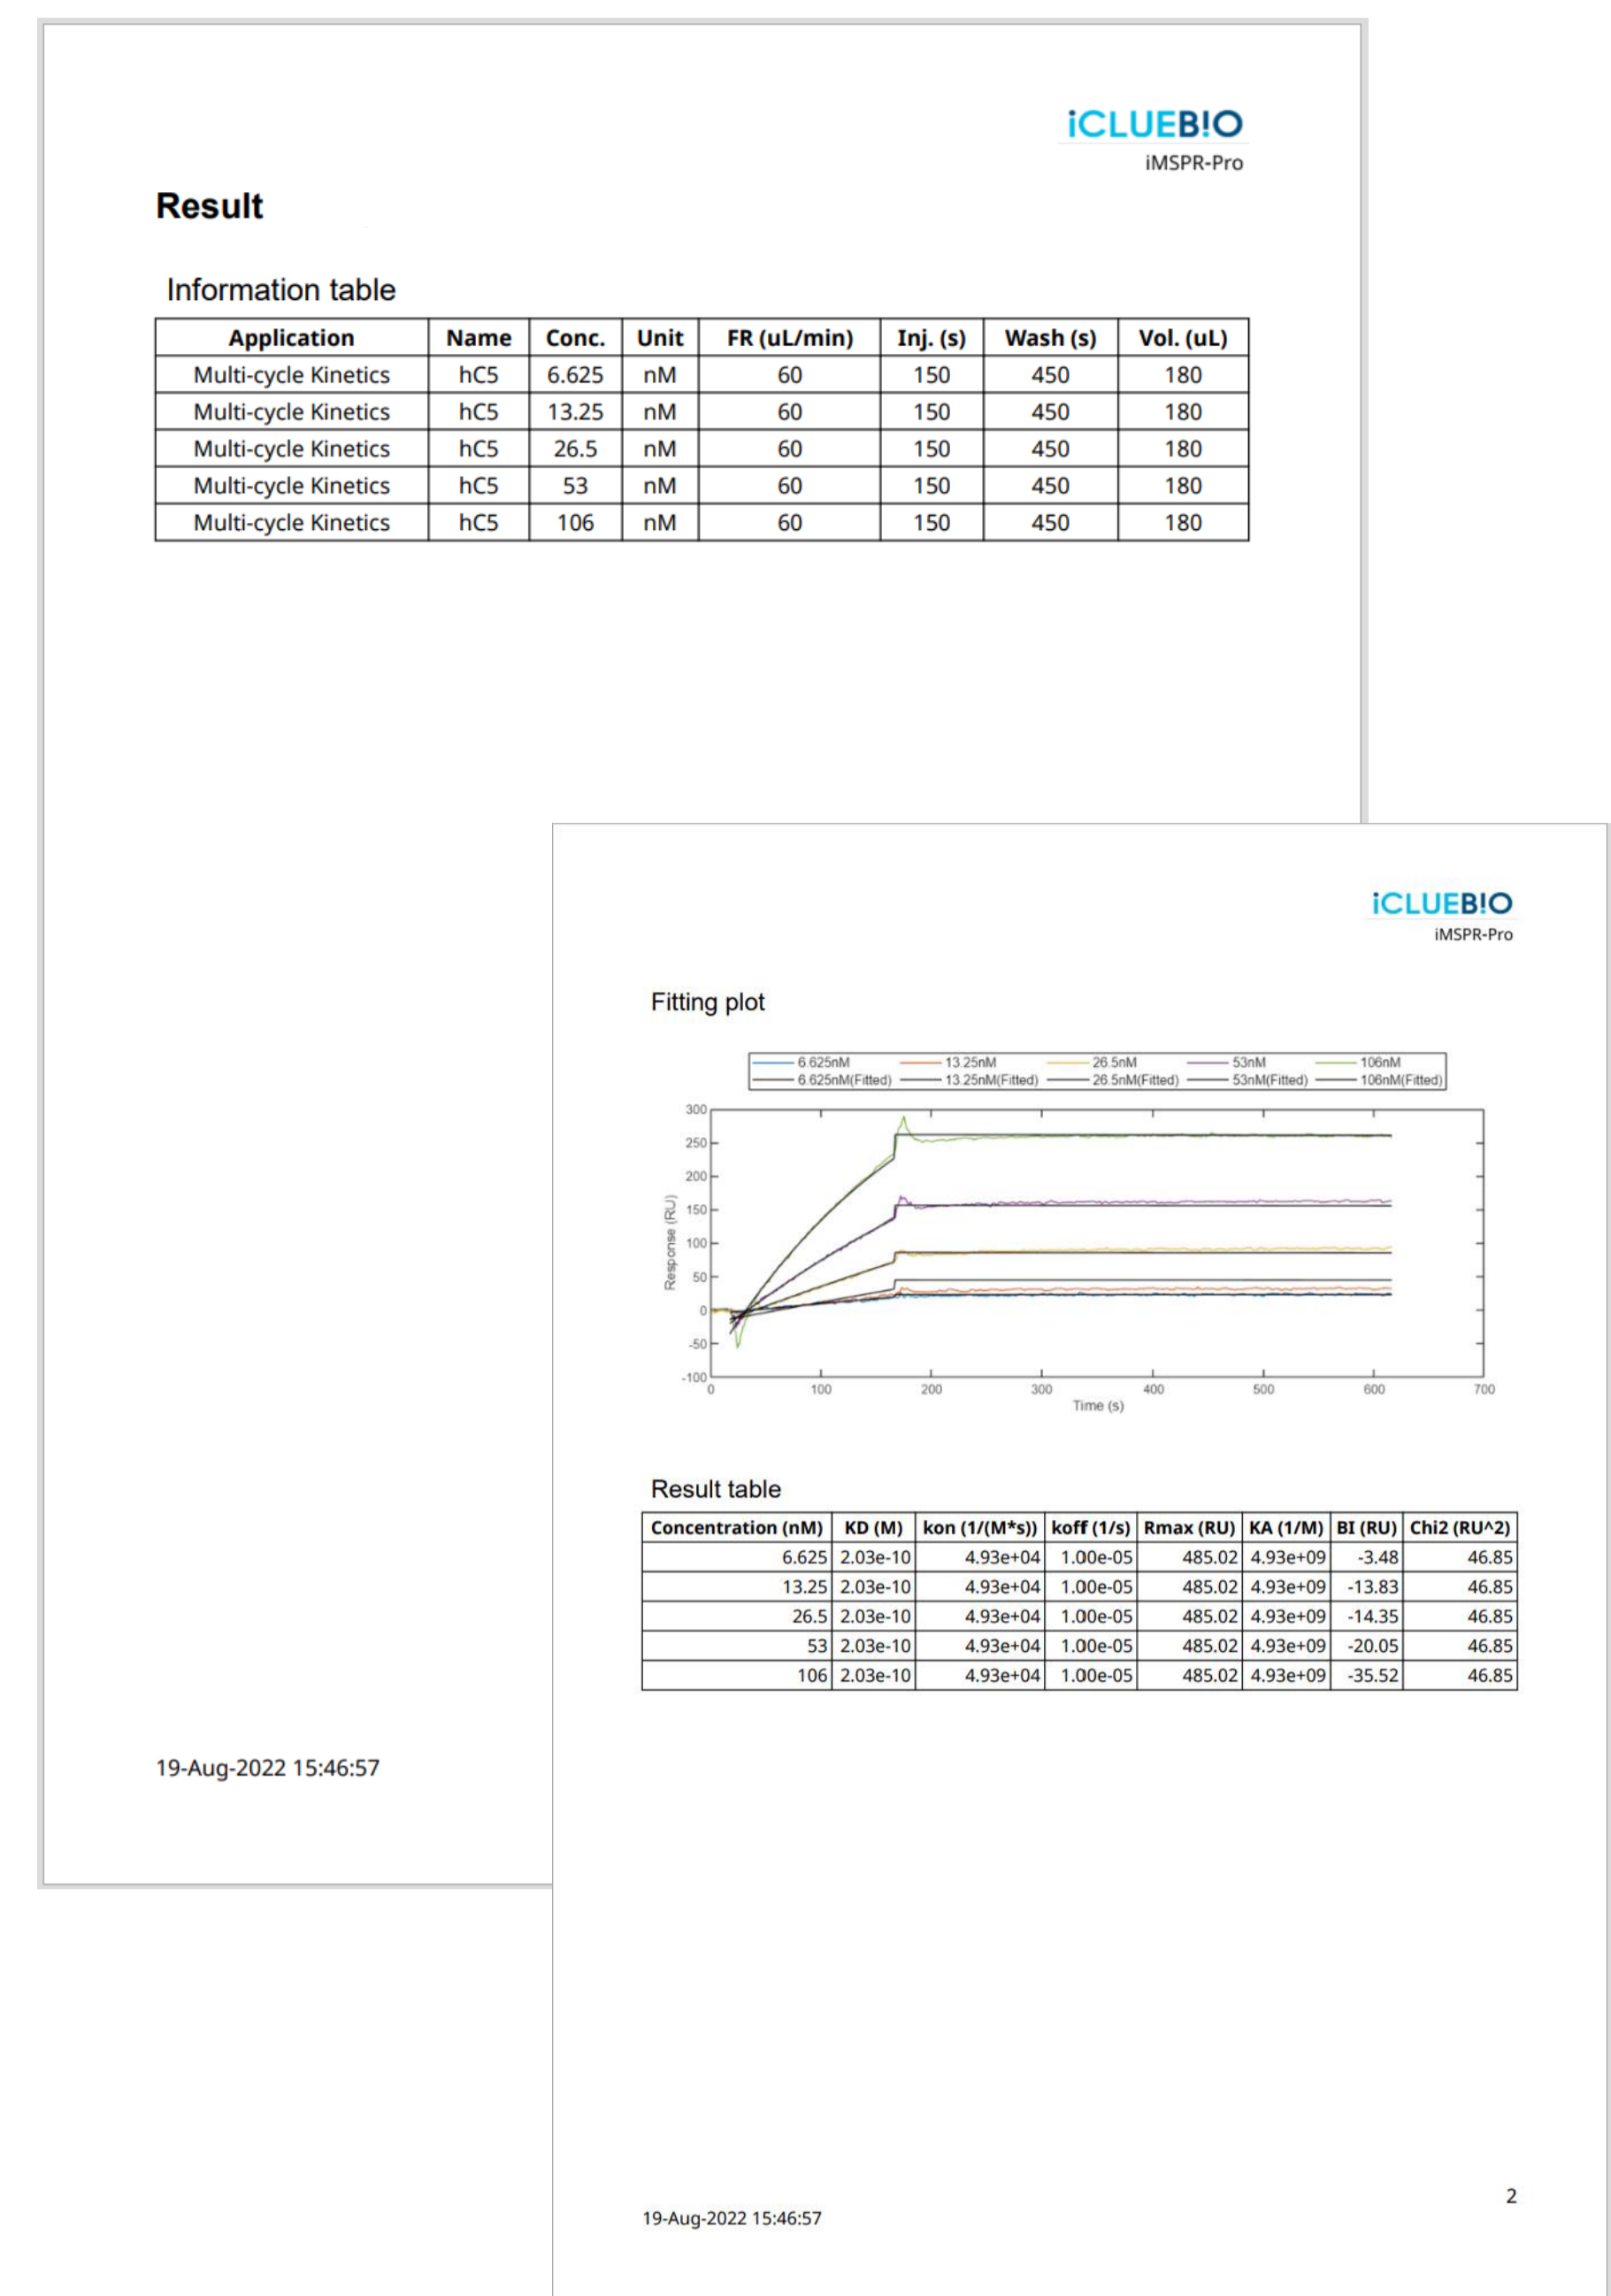 iCLUEB!O
iMSPR-Pro
Result
Information table
Application Name Conc. Unit FR (uL/min) Inj. (s) Wash (s) Vol. (uL)
Multi-cycle Kinetics hC5 6.625 nM 60 150 450 180
Multi-cycle Kinetics hC5 13.25 nM 60 150 450 180
Multi-cycle Kinetics hC5 26.5 nM 60 150 450 180
Multi-cycle Kinetics hC5 53 nM 60 150 450 180
Multi-cycle Kinetics hC5 106 nM 60 150 450 180
19-Aug-2022 15:46:57
iCLUEB!O
iMSPR-Pro
Fitting plot
6.625nM 13.25nM 26.5nM 53nM 106nM
6.625nM(Fitted) 13.25nM(Fitted) 26.5nM(Fitted) 53nM(Fitted) 106nM(Fitted)
300
250
200
150
100
50
0
-50
-100
Response (RU)
0 100 200 300 400 500 600 700
Time (s)
Result table
Concentration (nM) KD (M) kon (1/(M*s)) koff (1/s) Rmax (RU) KA (1/M) BI (RU) Chi2 (RU^2)
6.625 2.03e-10 4.93e+04 1.00e-05 485.02 4.93e+09 -3.48 46.85
13.25 2.03e-10 4.93e+04 1.00e-05 485.02 4.93e+09 -13.83 46.85
26.5 2.03e-10 4.93e+04 1.00e-05 485.02 4.93e+09 -14.35 46.85
53 2.03e-10 4.93e+04 1.00e-05 485.02 4.93e+09 -20.05 46.85
106 2.03e-10 4.93e+04 1.00e-05 485.02 4.93e+09 -35.52 46.85
2
19-Aug-2022 15:46:57